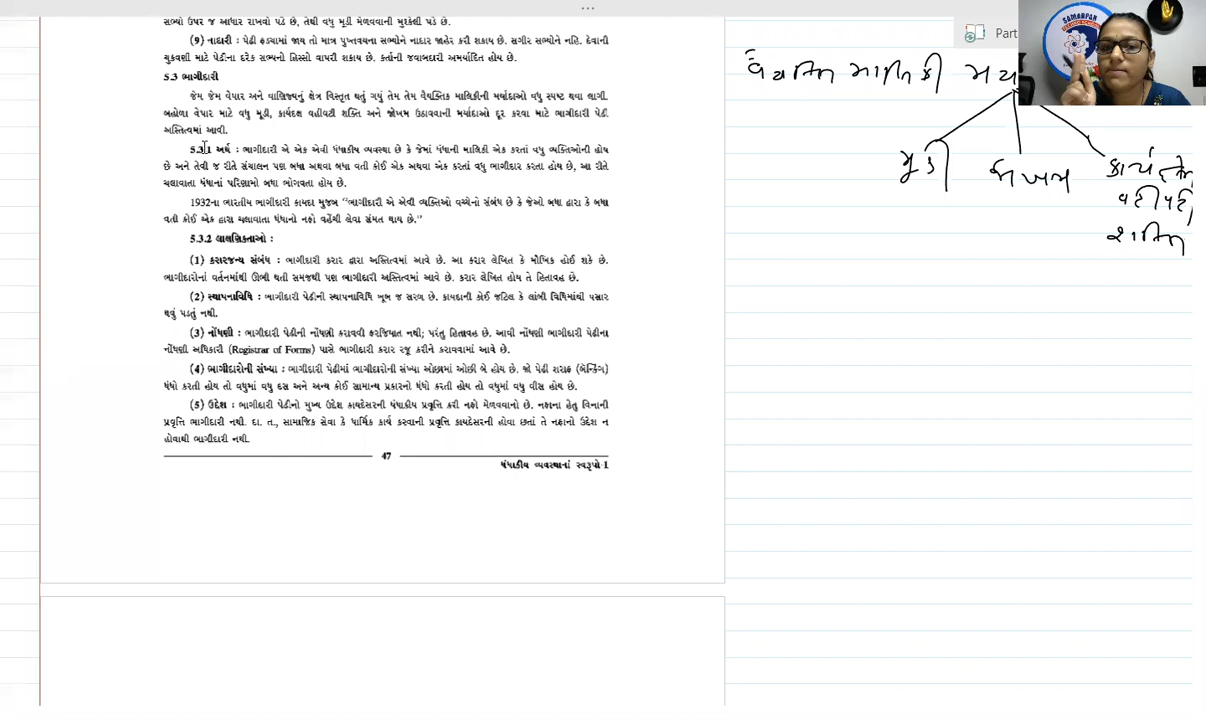 સભ્યો ઉપર જ આધાર રાખવો પડે છે, તેથી વધુ મૂડી મેળવવાની મુશ્કેલી પડે છે.
(9) નાદારી : પેઢી ફડચામાં જાય તો માત્ર પુખ્તવયના સભ્યોને નાદાર જાહેર કરી શકાય છે. સગીર સભ્યોને નહિ. દેવાની
ચુકવણી માટે પેઢીના દરેક સભ્યનો હિસ્સો વાપરી શકાય છે. કર્તાની જવાબદારી અમર્યાદિત હોય છે.
5.3 ભાગીદારી
જેમ જેમ વેપાર અને વાણિજ્યનું ક્ષેત્ર વિસ્તૃત થતું ગયું તેમ તેમ વૈયક્તિક માલિકીની મર્યાદાઓ વધુ સ્પષ્ટ થવા લાગી.
બહોળા વેપાર માટે વધુ મૂડી, કાર્યદક્ષ વહીવટી શક્તિ અને જોખમ ઉઠાવવાની મર્યાદાઓ દૂર કરવા માટે ભાગીદારી પેઢી
અસ્તિત્વમાં આવી.
5.3.1 અર્થ : ભાગીદારી એ એક એવી ધંધાકીય વ્યવસ્થા છે કે જેમાં ધંધાની માલિકી એક કરતાં વધુ વ્યક્તિઓની હોય
છે અને તેવી જ રીતે સંચાલન પણ બધા અથવા બધા વતી કોઈ એક અથવા એક કરતાં વધુ ભાગીદાર કરતા હોય છે, આ રીતે
ચલાવાતા ધંધાનાં પરિણામો બધા ભોગવતા હોય છે.
1932ના ભારતીય ભાગીદારી કાયદા મુજબ “ભાગીદારી એ એવી વ્યક્તિઓ વચ્ચેનો સંબંધ છે કે જેઓ બધા દ્વારા કે બધા
વતી કોઈ એક દ્વારા ચલાવાતા ધંધાનો નફો વહેંચી લેવા સંમત થાય છે.”
5.3.2 લાક્ષણિકતાઓ :
(1) કરારજન્ય સંબંધ : ભાગીદારી કરાર દ્વારા અસ્તિત્વમાં આવે છે. આ કરાર લેખિત કે મૌખિક હોઈ શકે છે.
ભાગીદારોનાં વર્તનમાંથી ઊભી થતી સમજથી પણ ભાગીદારી અસ્તિત્વમાં આવે છે. કરાર લેખિત હોય તે હિતાવહ છે.
(2) સ્થાપનાવિધિ : ભાગીદારી પેઢીની સ્થાપનાવિધિ ખૂબ જ સરળ છે. કાયદાની કોઈ જટિલ કે લાંબી વિધિમાંથી પસાર
થવું પડતું નથી.
(3) નોંધણી : ભાગીદારી પેઢીની નોંધણી કરાવવી ફરજિયાત નથી; પરંતુ હિતાવહ છે. આવી નોંધણી ભાગીદારી પેઢીના
નોંધણી અધિકારી (Registrar of Forms) પાસે ભાગીદારી કરાર રજૂ કરીને કરાવવામાં આવે છે.
(4) ભાગીદારોની સંખ્યા : ભાગીદારી પેઢીમાં ભાગીદારોની સંખ્યા ઓછામાં ઓછી બે હોય છે. જો પેઢી શરાફ (બેન્કિંગ)
ધંધો કરતી હોય તો વધુમાં વધુ દસ અને અન્ય કોઈ સામાન્ય પ્રકારનો ધંધો કરતી હોય તો વધુમાં વધુ વીસ હોય છે.
(5) ઉદ્દેશ : ભાગીદારી પેઢીનો મુખ્ય ઉદ્દેશ કાયદેસરની ધંધાકીય પ્રવૃત્તિ કરી નફો મેળવવાનો છે. નફાના હેતુ વિનાની
પ્રવૃત્તિ ભાગીદારી નથી. દા. ત., સામાજિક સેવા કે ધાર્મિક કાર્ય કરવાની પ્રવૃત્તિ કાયદેસરની હોવા છતાં તે નફાનો ઉદ્દેશ ન
હોવાથી ભાગીદારી નથી.
47
ધંધાકીય વ્યવસ્થાનાં સ્વરૂપો-1
Part
SAMARPAN
મૂડી
જોખમ
કાર્યદક્ષ
વહીવટી
શક્તિ